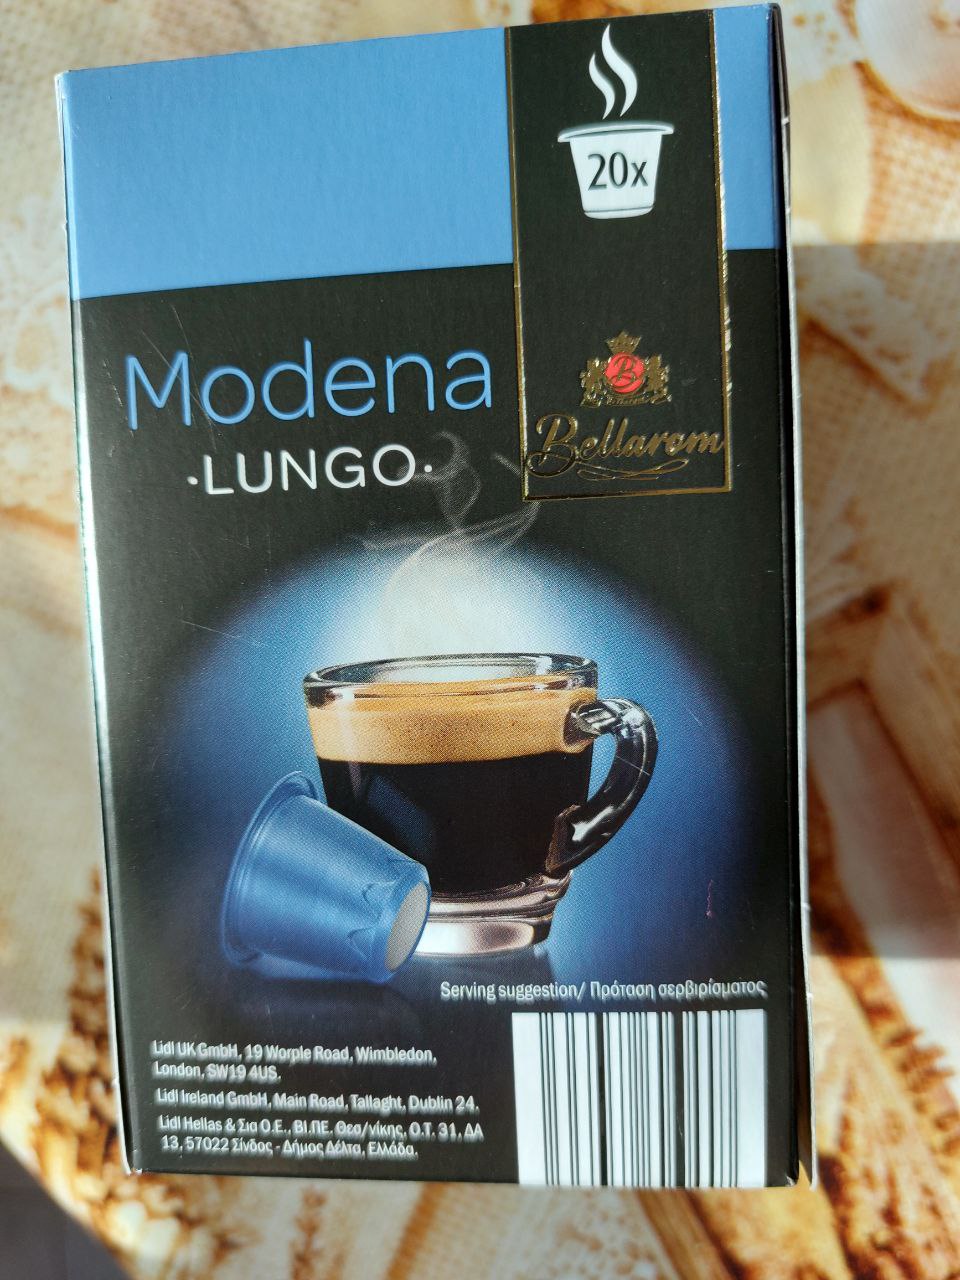 20x
B
Bellarom
Modena
·LUNGO·
Serving suggestion/ Πρόταση σερβιρίσματος
Lidl UK GmbH, 19 Worple Road, Wimbledon,
London, SW19 4US.
Lidl Ireland GmbH, Main Road, Tallaght, Dublin 24.
Lidl Hellas & Σια Ο.Ε., ΒΙ.ΠΕ. Θεσ/νίκης, Ο.Τ. 31, ΔΑ
13, 57022 Σίνδος - Δήμος Δέλτα, Ελλάδα.